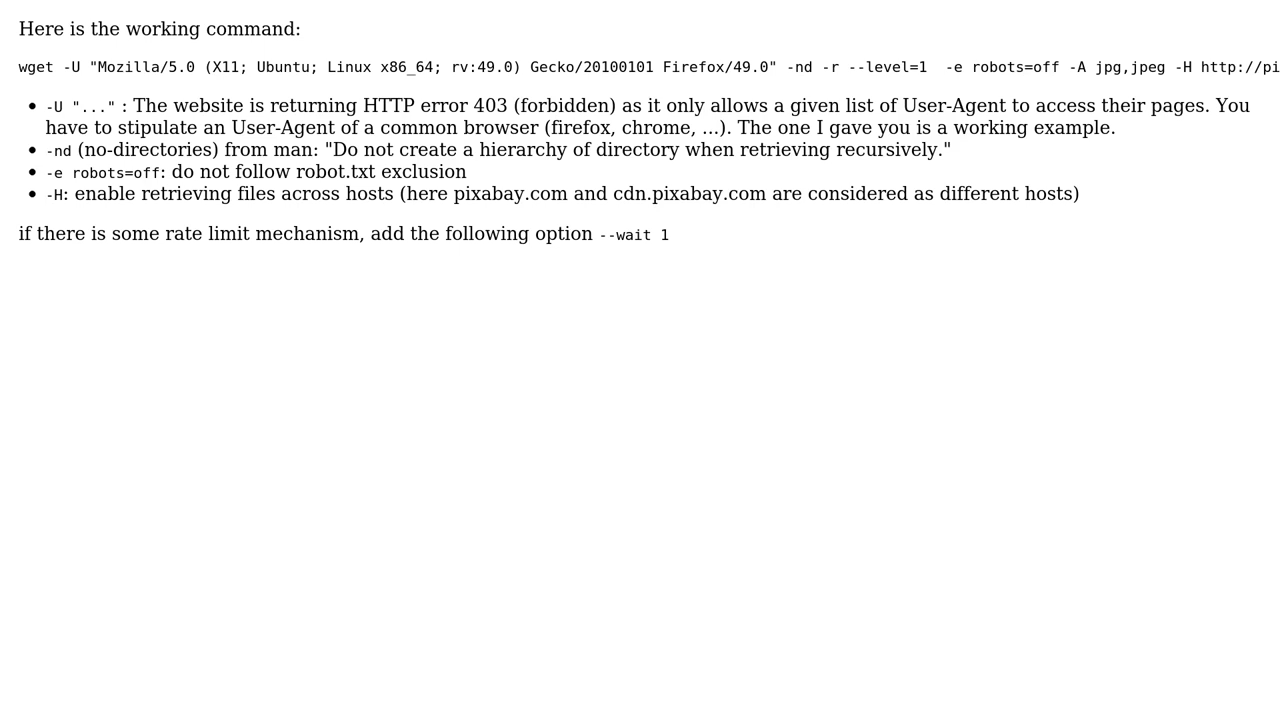 Here is the working command:
wget -U "Mozilla/5.0 (X11; Ubuntu; Linux x86_64; rv:49.0) Gecko/20100101 Firefox/49.0" -nd -r --level=1  -e robots=off -A jpg,jpeg -H http://pi
• -U "..." : The website is returning HTTP error 403 (forbidden) as it only allows a given list of User-Agent to access their pages. You
have to stipulate an User-Agent of a common browser (firefox, chrome, ...). The one I gave you is a working example.
• -nd (no-directories) from man: "Do not create a hierarchy of directory when retrieving recursively."
• -e robots=off: do not follow robot.txt exclusion
• -H: enable retrieving files across hosts (here pixabay.com and cdn.pixabay.com are considered as different hosts)
if there is some rate limit mechanism, add the following option --wait 1